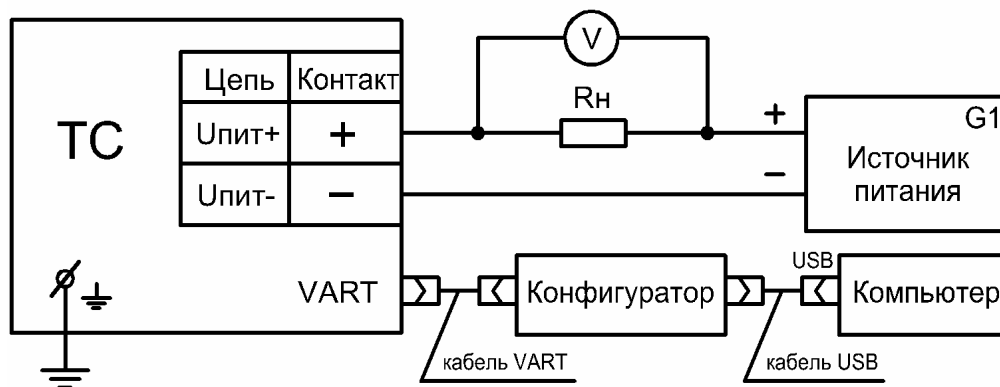 V
Цепь Контакт
Rн
+
G1
ТС
Uпит+ +
Источник
питания
Uпит- −
−
USB
VART
Конфигуратор
Компьютер
кабель VART
кабель USB